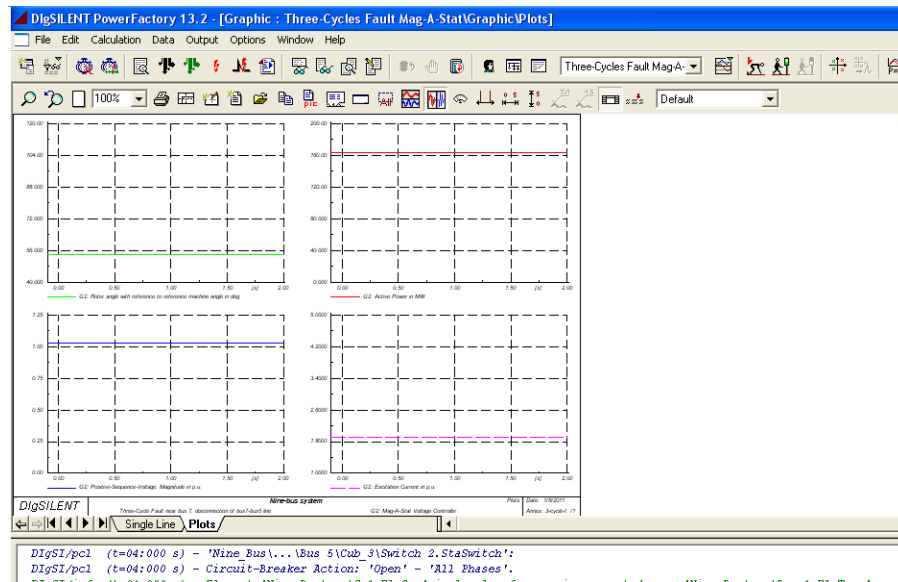 DIgSILENT PowerFactory 13.2 - [Graphic : Three-Cycles Fault Mag-A-Stat\Graphic\Plots]
File Edit Calculation Data Output Options Window Help
Three-Cycles Fault Mag-A-
100% Default
120.00
104.00
88.000
72.000
56.000
40.000
0.00 0.50 1.00 1.50 [s] 2.00
G2: Rotor angle with reference to reference machine angle in deg
200.00
160.00
120.00
80.000
40.000
0.000
0.00 0.50 1.00 1.50 [s] 2.00
G2: Active Power in MW
1.25
1.00
0.75
0.50
0.25
0.00
0.00 0.50 1.00 1.50 [s] 2.00
G2: Positive-Sequence-Voltage, Magnitude in p.u.
5.0000
4.2000
3.4000
2.6000
1.8000
1.0000
0.00 0.50 1.00 1.50 [s] 2.00
G2: Excitation Current in p.u.
DIgSILENT
Nine-bus system
Three-Cycle Fault near bus 7, disconnection of bus7-bus5 line
G2: Mag-A-Stat Voltage Controller
Plots
Date: 7/8/2011
Annex: 3-cycle-f. /1
Single Line Plots
DIgSI/pcl (t=04:000 s) - 'Nine_Bus\...\Bus 5\Cub_3\Switch 2.StaSwitch':
DIgSI/pcl (t=04:000 s) - Circuit-Breaker Action: 'Open' - 'All Phases'.